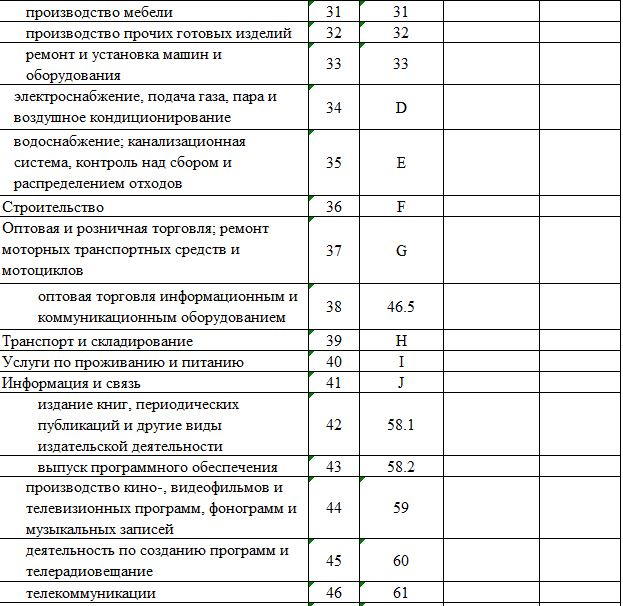 производство мебели 31 31
производство прочих готовых изделий 32 32
ремонт и установка машин и
оборудования 33 33
электроснабжение, подача газа, пара и
воздушное кондиционирование 34 D
водоснабжение; канализационная
система, контроль над сбором и 35 E
распределением отходов
Строительство 36 F
Оптовая и розничная торговля; ремонт
моторных транспортных средств и 37 G
мотоциклов
оптовая торговля информационным и
коммуникационным оборудованием 38 46.5
Транспорт и складирование 39 H
Услуги по проживанию и питанию 40 I
Информация и связь 41 J
издание книг, периодических
публикаций и другие виды 42 58.1
издательской деятельности
выпуск программного обеспечения 43 58.2
производство кино-, видеофильмов и
телевизионных программ, фонограмм и 44 59
музыкальных записей
деятельность по созданию программ и
телерадиовещание 45 60
телекоммуникации 46 61